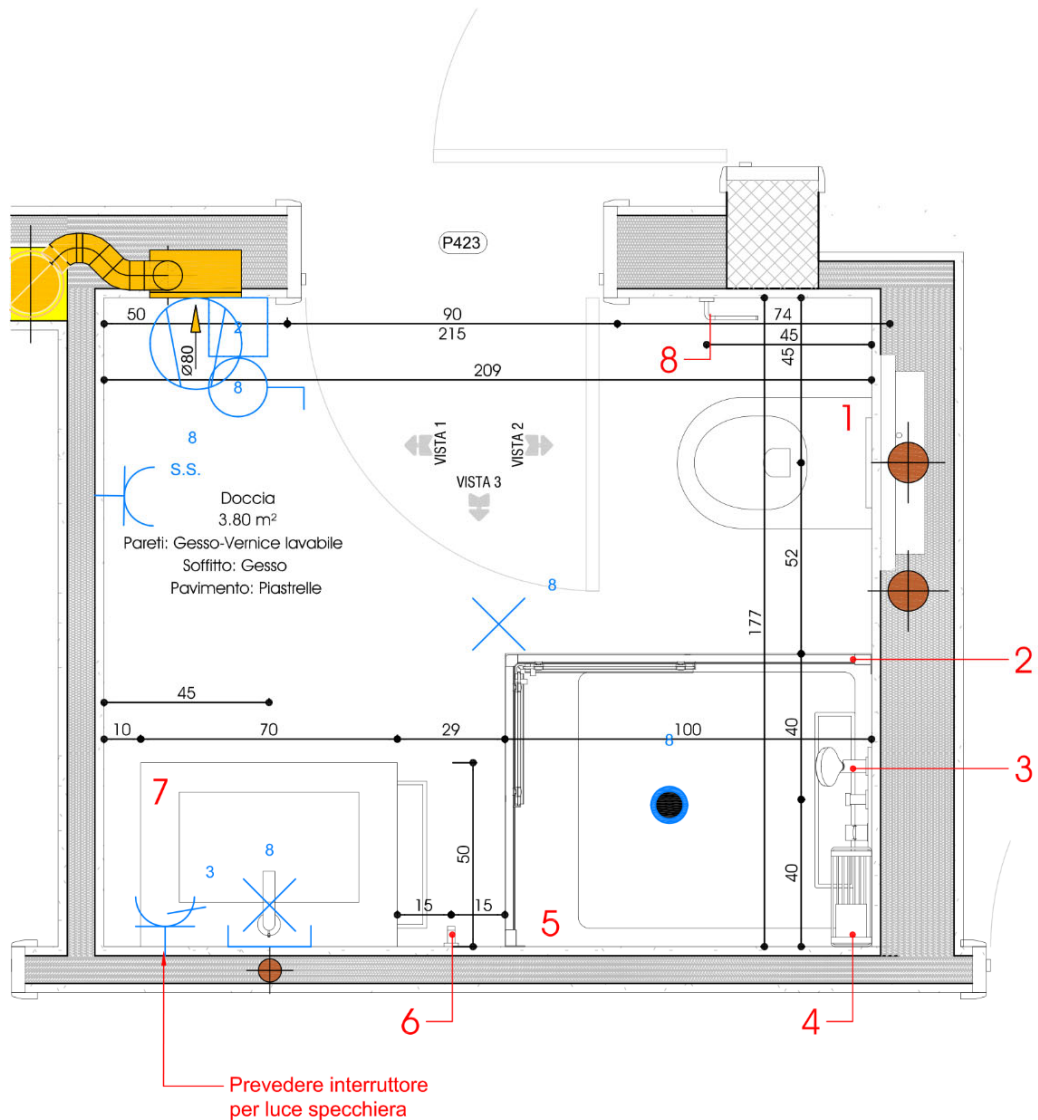 P423
50
90
74
215
2
8
45
45
Ø80
209
8
1
VISTA 1
VISTA 2
VISTA 3
8
S.S.
Doccia
3.80 m²
Pareti: Gesso-Vernice lavabile
Soffitto: Gesso
Pavimento: Piastrelle
8
52
177
2
45
10
70
29
100
40
8
3
7
50
8
3
40
15
15
5
6
4
Prevedere interruttore
per luce specchiera